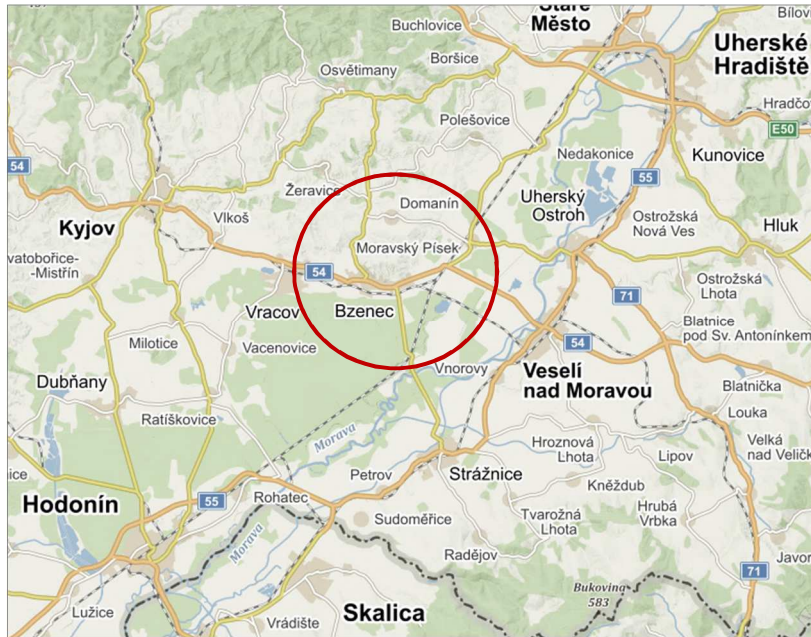 Staré
Město
Bílov
Buchlovice
Boršice
Uherské
Hradiště
Osvětimany
Hradčo
Polešovice
E50
54
Nedakonice
Kunovice
Žeravice
55
Domanín
Uherský
Ostroh
Ostrožská
Nová Ves
Hluk
Vlkoš
Kyjov
Moravský Písek
vatobořice-
-Mistřín
54
Ostrožská
Lhota
71
Vracov
Bzenec
Blatnice
pod Sv. Antonínkem
Milotice
Vacenovice
54
Vnorovy
Veselí
nad Moravou
Dubňany
Blatnička
Louka
Ratíškovice
Morava
Hroznová
Lhota
Velká
nad Veličk
Lipov
nice
Petrov
Strážnice
Kněždub
Hodonín
55
Rohatec
Hrubá
Vrbka
Sudoměřice
Tvarožná
Lhota
Morava
Radějov
Javor
71
Bukovina
583
Lužice
Vrádište
Skalica